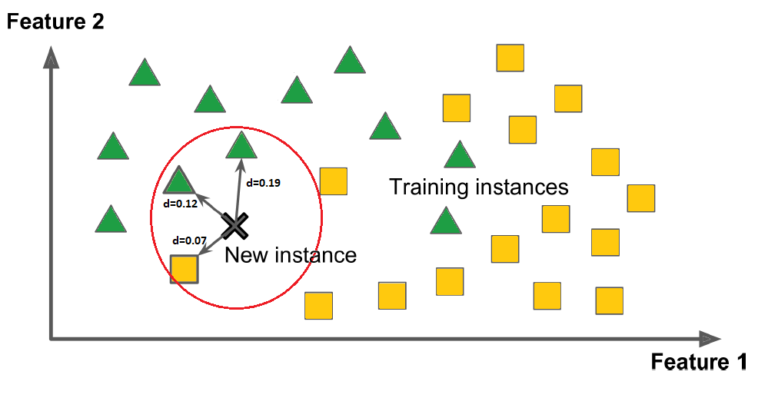 Feature 2
d=0.19
Training instances
d=0.12
d=0.07
New instance
Feature 1